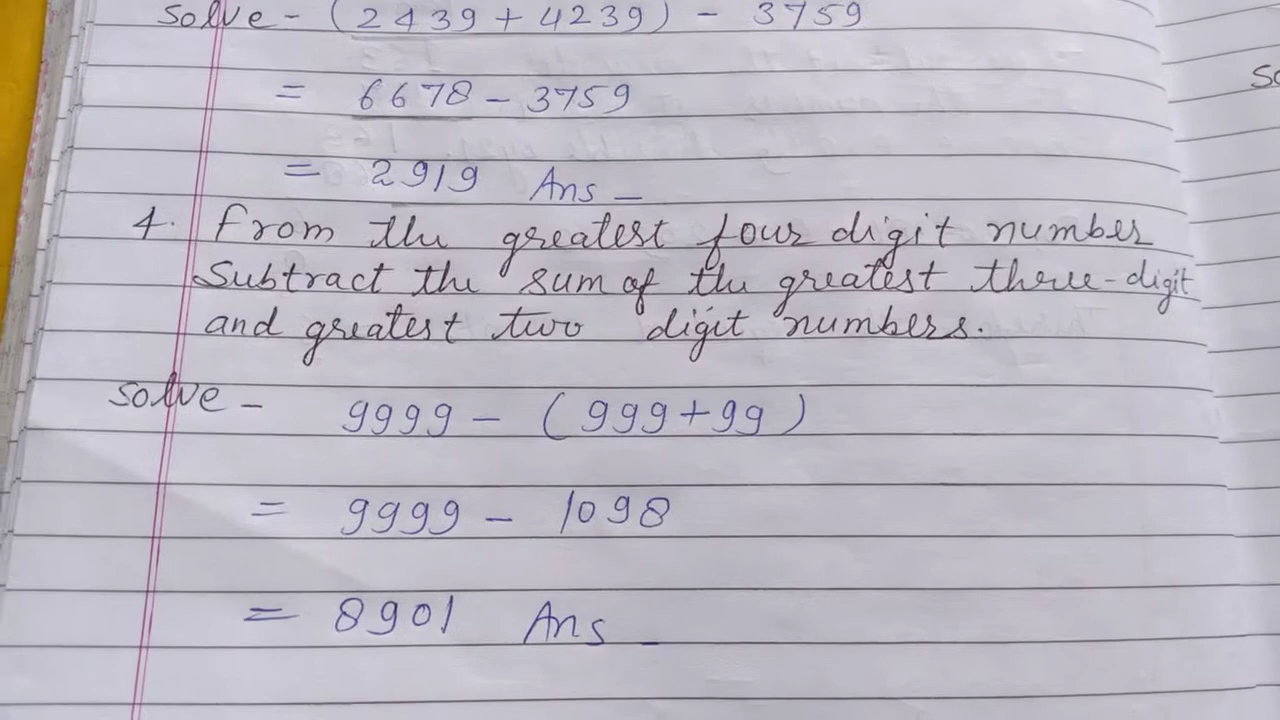 solve - (2439 + 4239) - 3759
= 6678 - 3759
= 2919 Ans -
4. From the greatest four digit number
Subtract the sum of the greatest three-digit
and greatest two digit numbers.
solve - 9999 - (999+99)
= 9999 - 1098
= 8901 Ans -